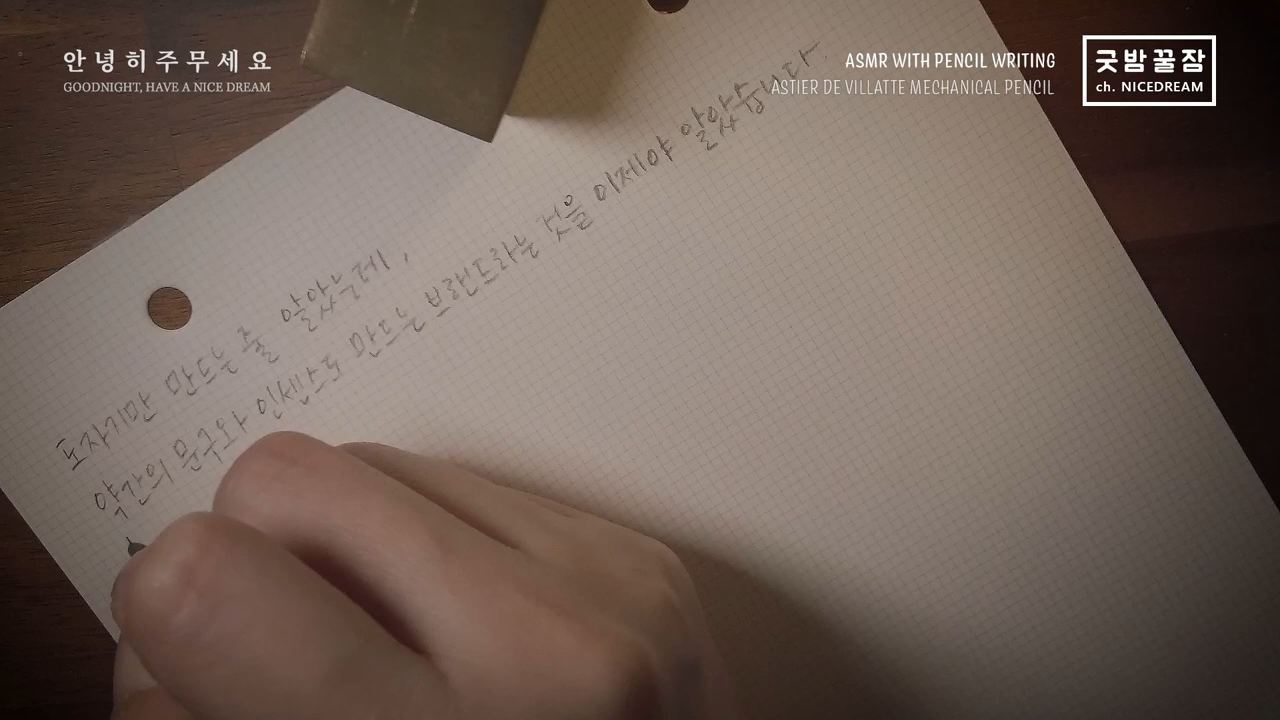 안녕히주무세요
GOODNIGHT, HAVE A NICE DREAM
ASMR WITH PENCIL WRITING
ASTIER DE VILLATTE MECHANICAL PENCIL
굿밤꿀잠
ch. NICEDREAM
도자기만 만드는 줄 알았는데,
약간의 문구와 인센스도 만드는 브랜드라는 것을 이제야 알았습니다.